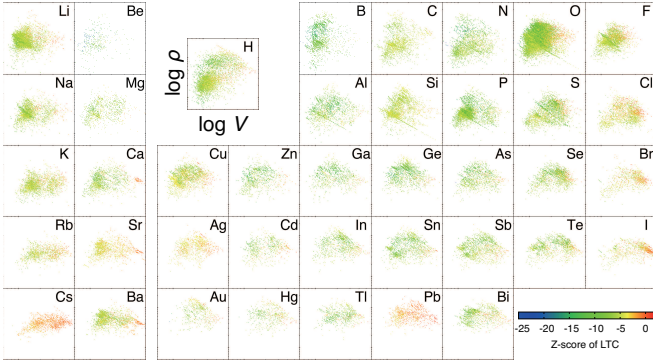 Li Be B C N O F
H
log ρ
log V
Na Mg Al Si P S Cl
K Ca Cu Zn Ga Ge As Se Br
Rb Sr Ag Cd In Sn Sb Te I
Cs Ba Au Hg Tl Pb Bi
-25 -20 -15 -10 -5 0
Z-score of LTC